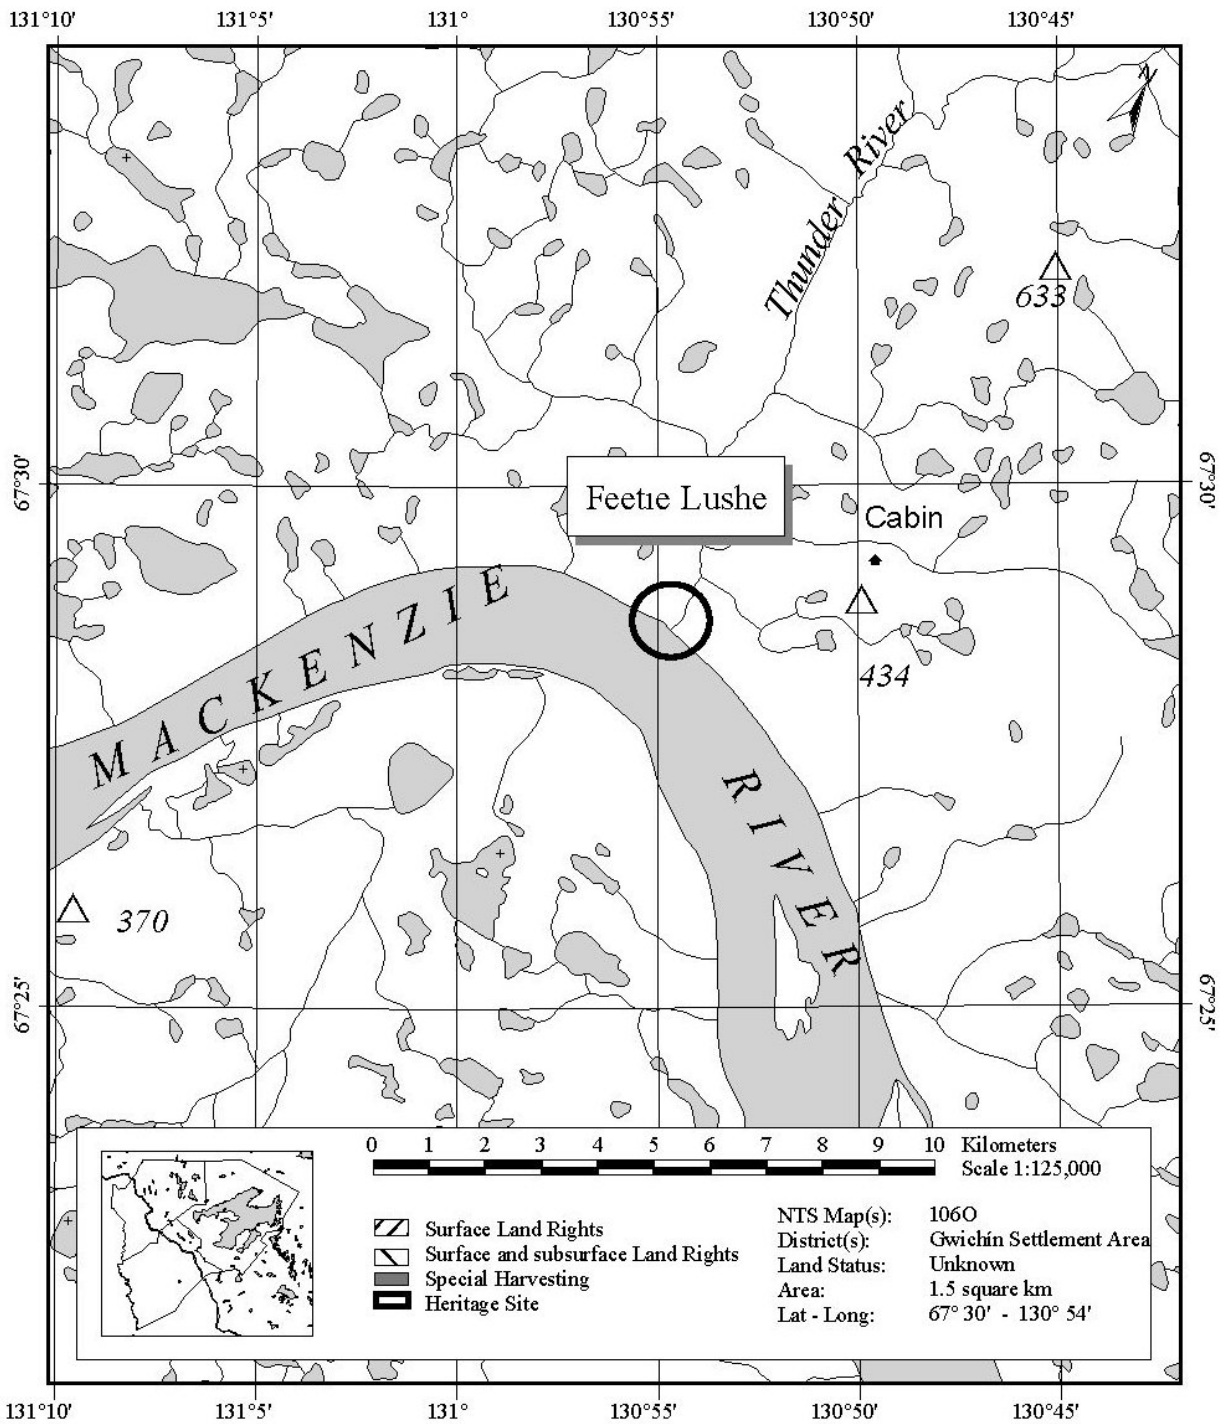 131°10' 131°5' 131° 130°55' 130°50' 130°45'
N
Thunder River
633
67°30' 67°30'
Feetie Lushe
Cabin
MACKENZIE RIVER
434
370
67°25' 67°25'
0 1 2 3 4 5 6 7 8 9 10 Kilometers
Scale 1:125,000
Surface Land Rights
Surface and subsurface Land Rights
Special Harvesting
Heritage Site
NTS Map(s): 106O
District(s): Gwichín Settlement Area
Land Status: Unknown
Area: 1.5 square km
Lat - Long: 67° 30' - 130° 54'
131°10' 131°5' 131° 130°55' 130°50' 130°45'